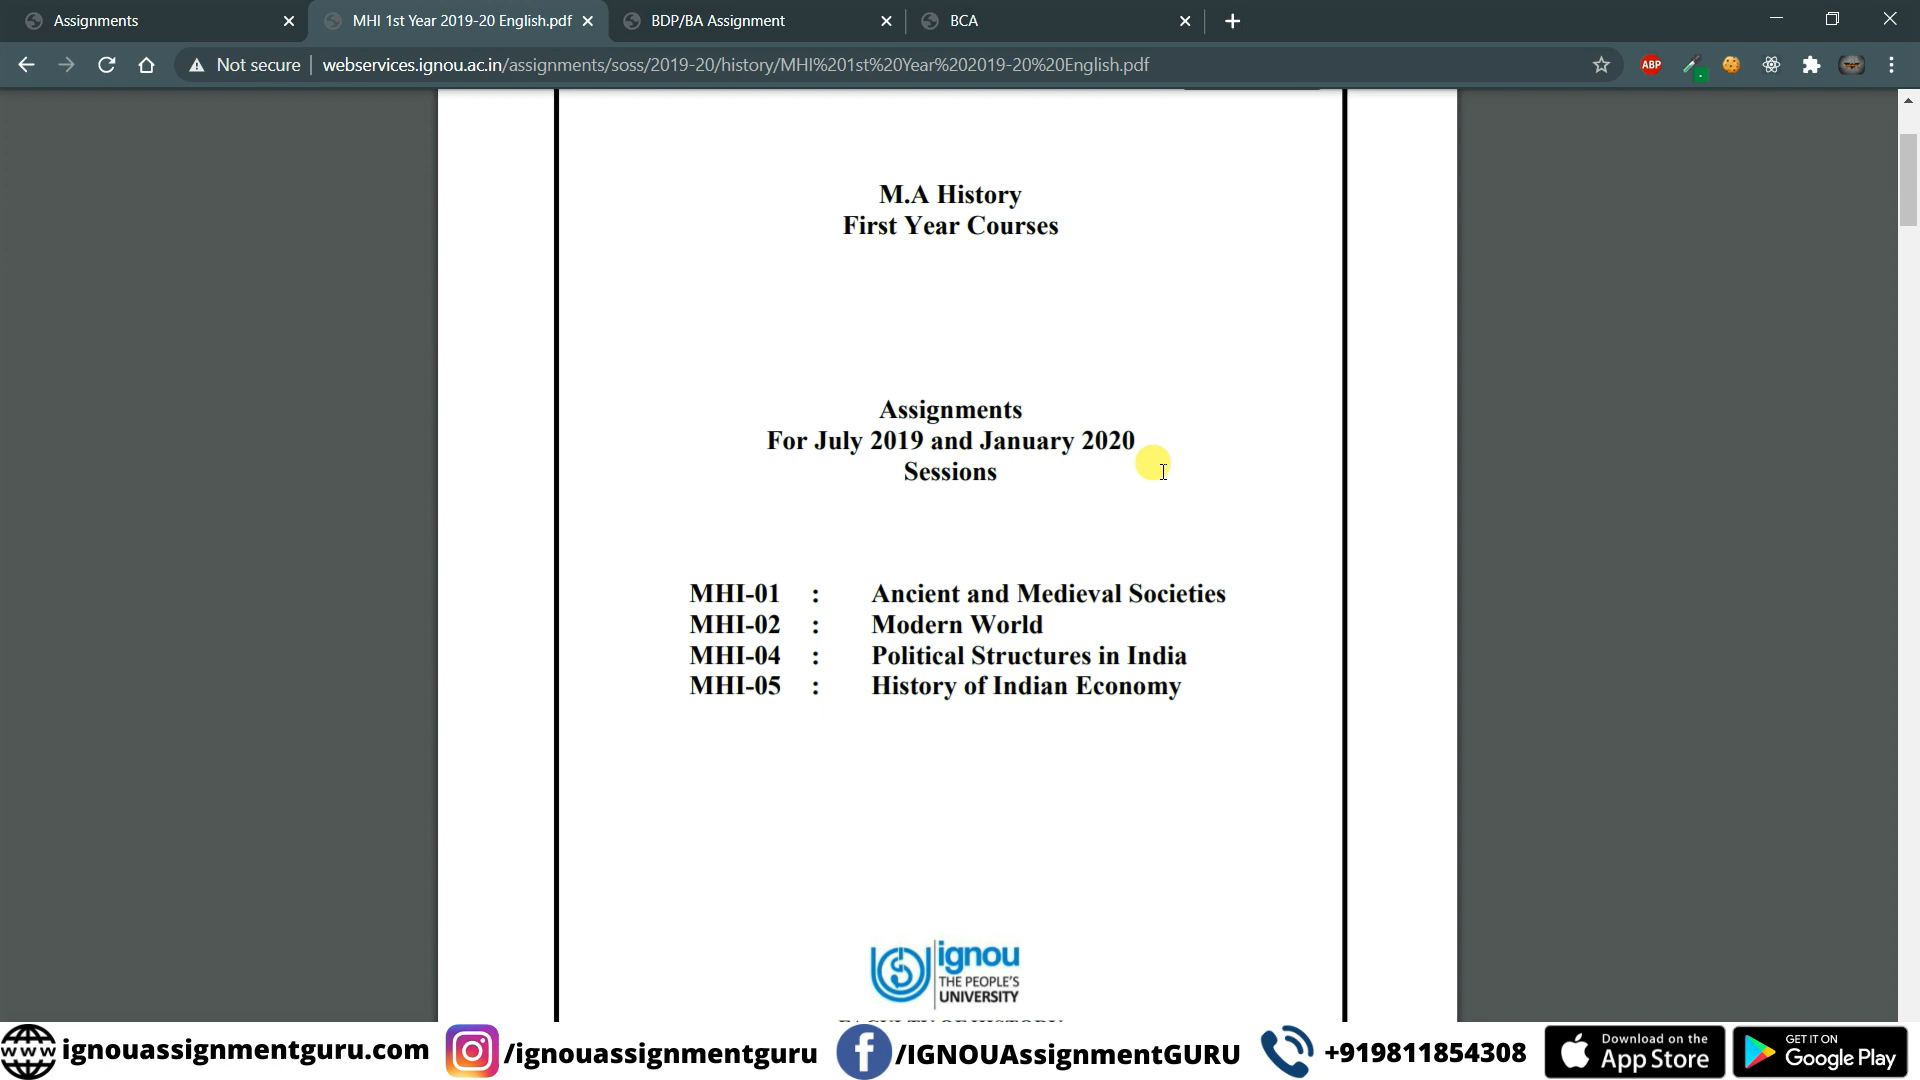 Assignments
MHI 1st Year 2019-20 English.pdf
BDP/BA Assignment
BCA
Not secure
webservices.ignou.ac.in/assignments/soss/2019-20/history/MHI%201st%20Year%202019-20%20English.pdf
ABP
M.A History
First Year Courses
Assignments
For July 2019 and January 2020
Sessions
MHI-01 : Ancient and Medieval Societies
MHI-02 : Modern World
MHI-04 : Political Structures in India
MHI-05 : History of Indian Economy
ignou
THE PEOPLE'S
UNIVERSITY
FACULTY OF HISTORY
www
ignouassignmentguru.com
/ignouassignmentguru
/IGNOUAssignmentGURU
+919811854308
Download on the
App Store
GET IT ON
Google Play